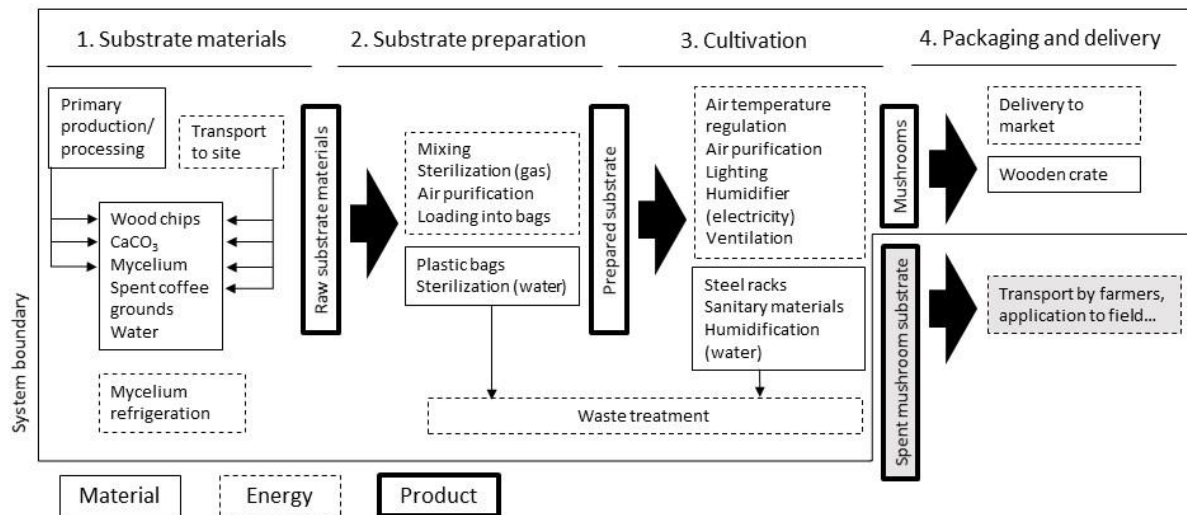 1. Substrate materials
2. Substrate preparation
3. Cultivation
4. Packaging and delivery
Primary
production/
processing
Transport
to site
Wood chips
CaCO₃
Mycelium
Spent coffee
grounds
Water
Mycelium
refrigeration
Raw substrate materials
Mixing
Sterilization (gas)
Air purification
Loading into bags
Plastic bags
Sterilization (water)
Prepared substrate
Air temperature
regulation
Air purification
Lighting
Humidifier
(electricity)
Ventilation
Steel racks
Sanitary materials
Humidification
(water)
Waste treatment
Mushrooms
Delivery to
market
Wooden crate
Spent mushroom substrate
Transport by farmers,
application to field…
System boundary
Material
Energy
Product